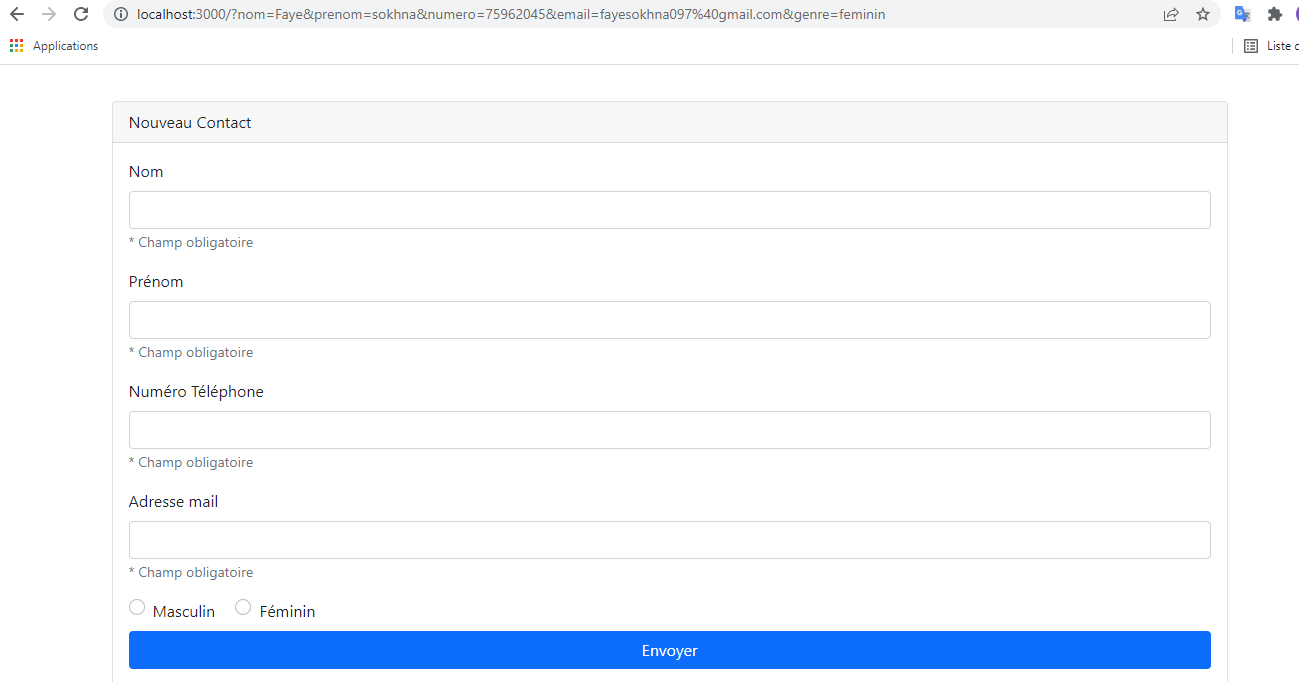 localhost:3000/?nom=Faye&prenom=sokhna&numero=75962045&email=fayesokhna097%40gmail.com&genre=feminin
Applications
Liste
Nouveau Contact
Nom
* Champ obligatoire
Prénom
* Champ obligatoire
Numéro Téléphone
* Champ obligatoire
Adresse mail
* Champ obligatoire
Masculin Féminin
Envoyer